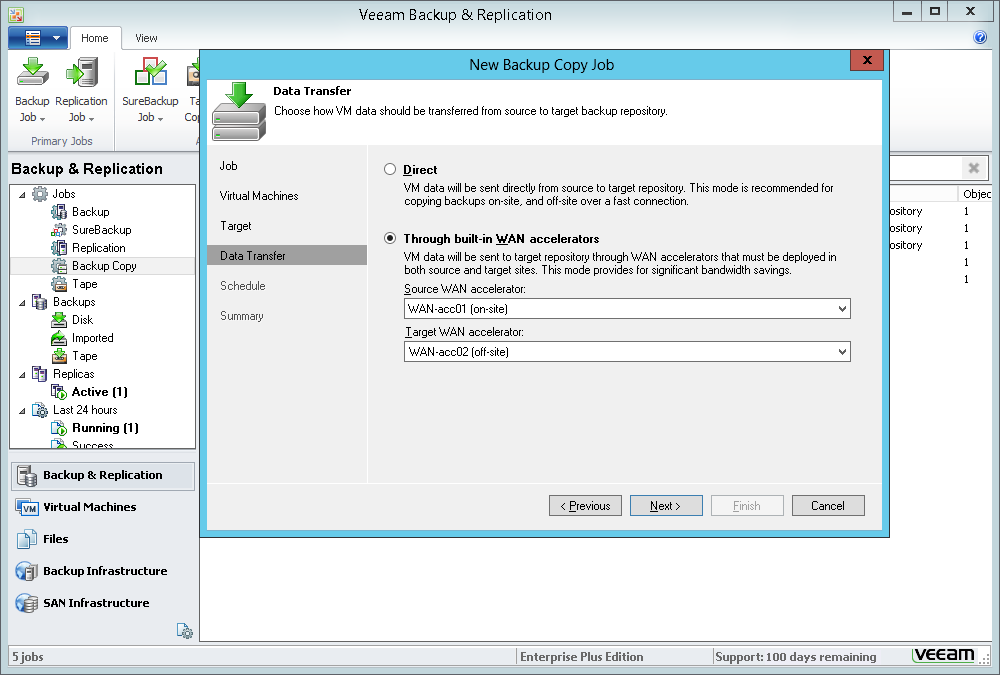 Veeam Backup & Replication
Home
View
Backup
Job
Replication
Job
SureBackup
Job
Primary Jobs
Backup & Replication
Jobs
Backup
SureBackup
Replication
Backup Copy
Tape
Backups
Disk
Imported
Tape
Replicas
Active (1)
Last 24 hours
Running (1)
Success
Backup & Replication
Virtual Machines
Files
Backup Infrastructure
SAN Infrastructure
New Backup Copy Job
X
Data Transfer
Choose how VM data should be transferred from source to target backup repository.
Job
Virtual Machines
Target
Data Transfer
Schedule
Summary
Direct
VM data will be sent directly from source to target repository. This mode is recommended for
copying backups on-site, and off-site over a fast connection.
Through built-in WAN accelerators
VM data will be sent to target repository through WAN accelerators that must be deployed in
both source and target sites. This mode provides for significant bandwidth savings.
Source WAN accelerator:
WAN-acc01 (on-site)
Target WAN accelerator:
WAN-acc02 (off-site)
< Previous
Next >
Finish
Cancel
Objec
ository 1
ository 1
ository 1
1
1
5 jobs
Enterprise Plus Edition
Support: 100 days remaining
veeam